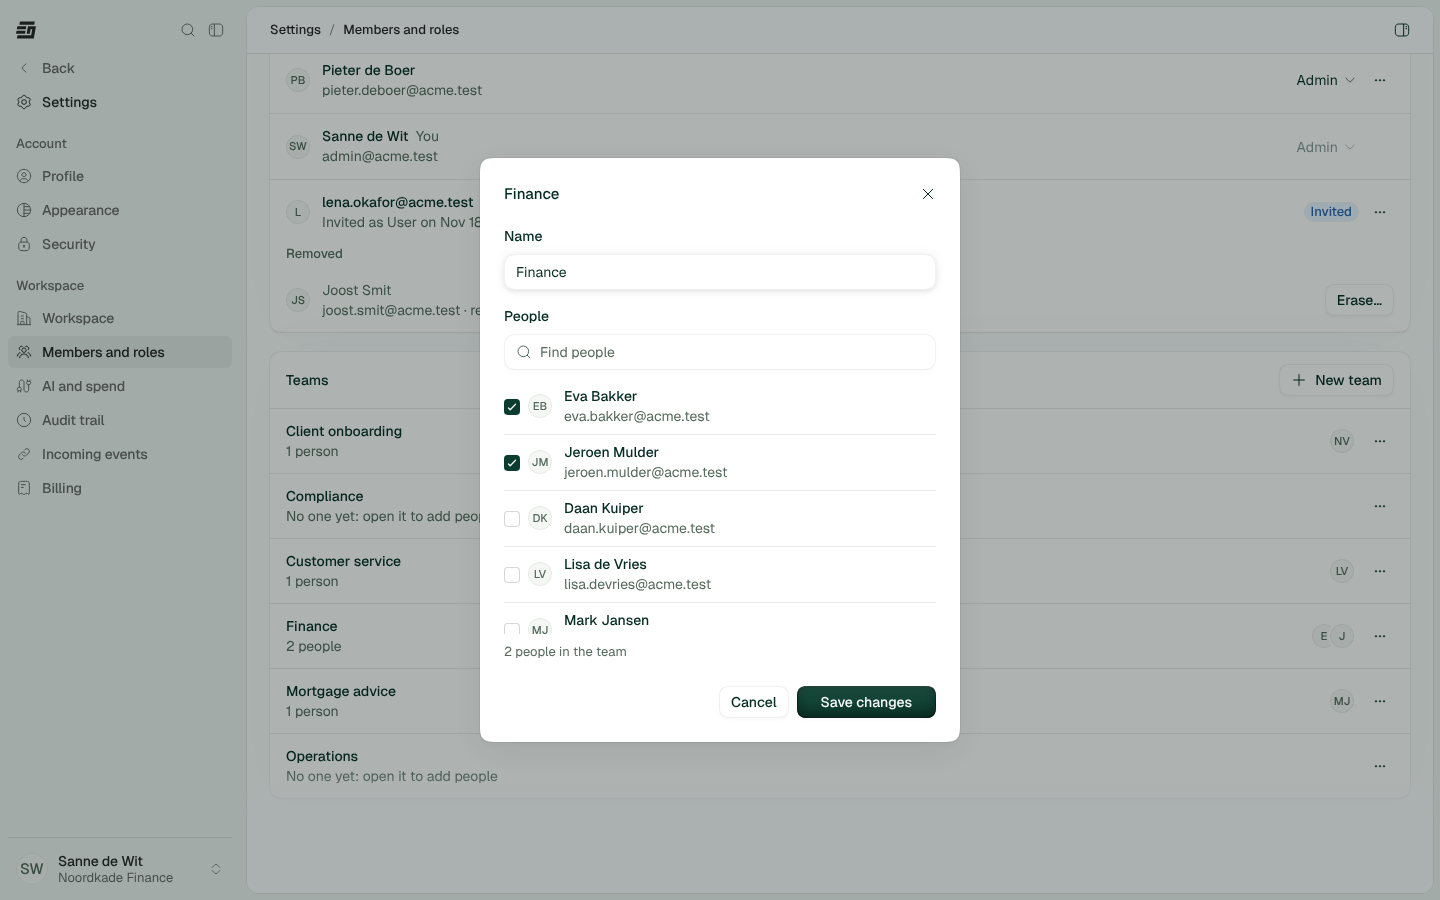 Settings / Members and roles
Back
Settings
Account
Profile
Appearance
Security
Workspace
Workspace
Members and roles
AI and spend
Audit trail
Incoming events
Billing
SW
Sanne de Wit
Noordkade Finance
PB
Pieter de Boer
pieter.deboer@acme.test
Admin
SW
Sanne de Wit You
admin@acme.test
Admin
L
lena.okafor@acme.test
Invited as User on Nov 18
Invited
Removed
JS
Joost Smit
joost.smit@acme.test · re
Erase...
Teams
New team
Client onboarding
1 person
NV
Compliance
No one yet: open it to add peop
Customer service
1 person
LV
Finance
2 people
E J
Mortgage advice
1 person
MJ
Operations
No one yet: open it to add people
Finance
Name
Finance
People
Find people
EB
Eva Bakker
eva.bakker@acme.test
JM
Jeroen Mulder
jeroen.mulder@acme.test
DK
Daan Kuiper
daan.kuiper@acme.test
LV
Lisa de Vries
lisa.devries@acme.test
MJ
Mark Jansen
2 people in the team
Cancel
Save changes